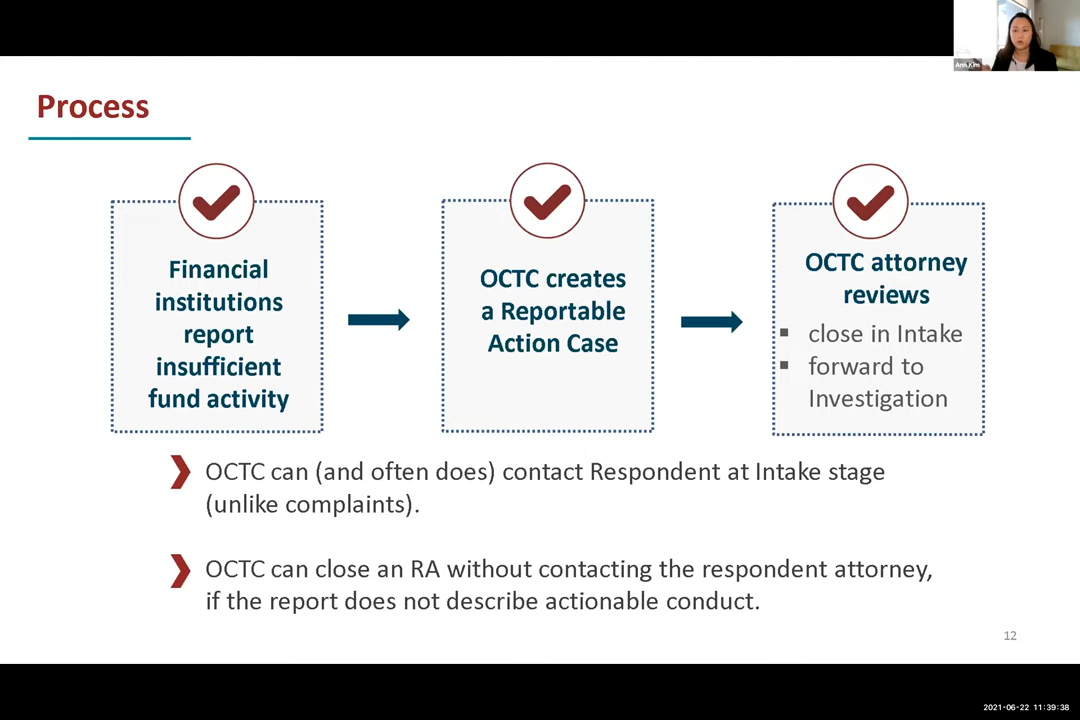 Ann Kim
Process
Financial
institutions
report
insufficient
fund activity
OCTC creates
a Reportable
Action Case
OCTC attorney
reviews
close in Intake
forward to
Investigation
OCTC can (and often does) contact Respondent at Intake stage
(unlike complaints).
OCTC can close an RA without contacting the respondent attorney,
if the report does not describe actionable conduct.
12
2021-06-22 11:39:38